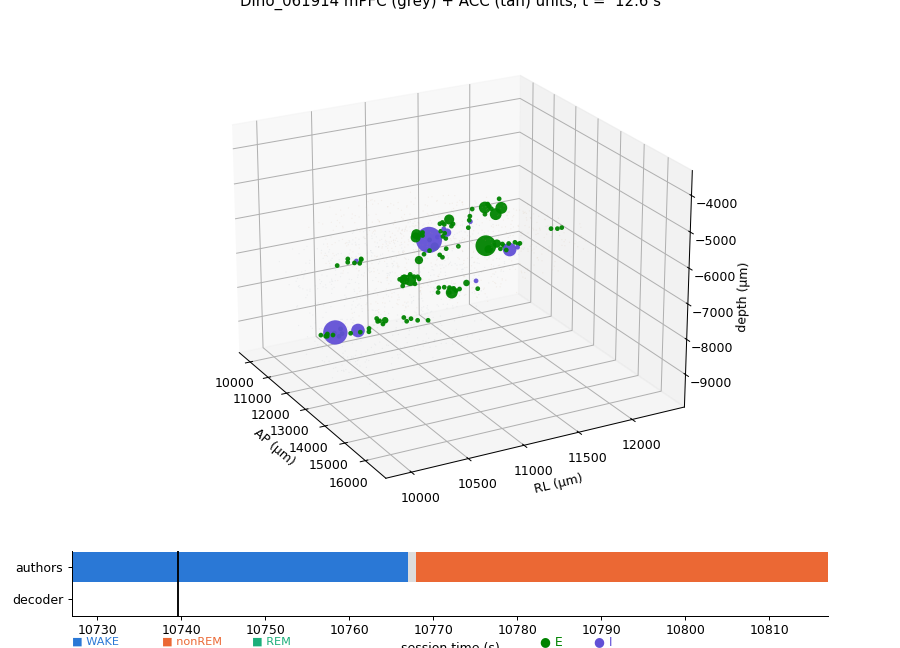 Dino_061914 mPFC (grey) + ACC (tan) units, t = 12.6 s
−4000
−5000
−6000
−7000
−8000
−9000
depth (μm)
10000
11000
12000
13000
14000
15000
16000
AP (μm)
10000
10500
11000
11500
12000
RL (μm)
authors
decoder
10730
10740
10750
10760
10770
10780
10790
10800
10810
session time (s)
WAKE
nonREM
REM
E
I